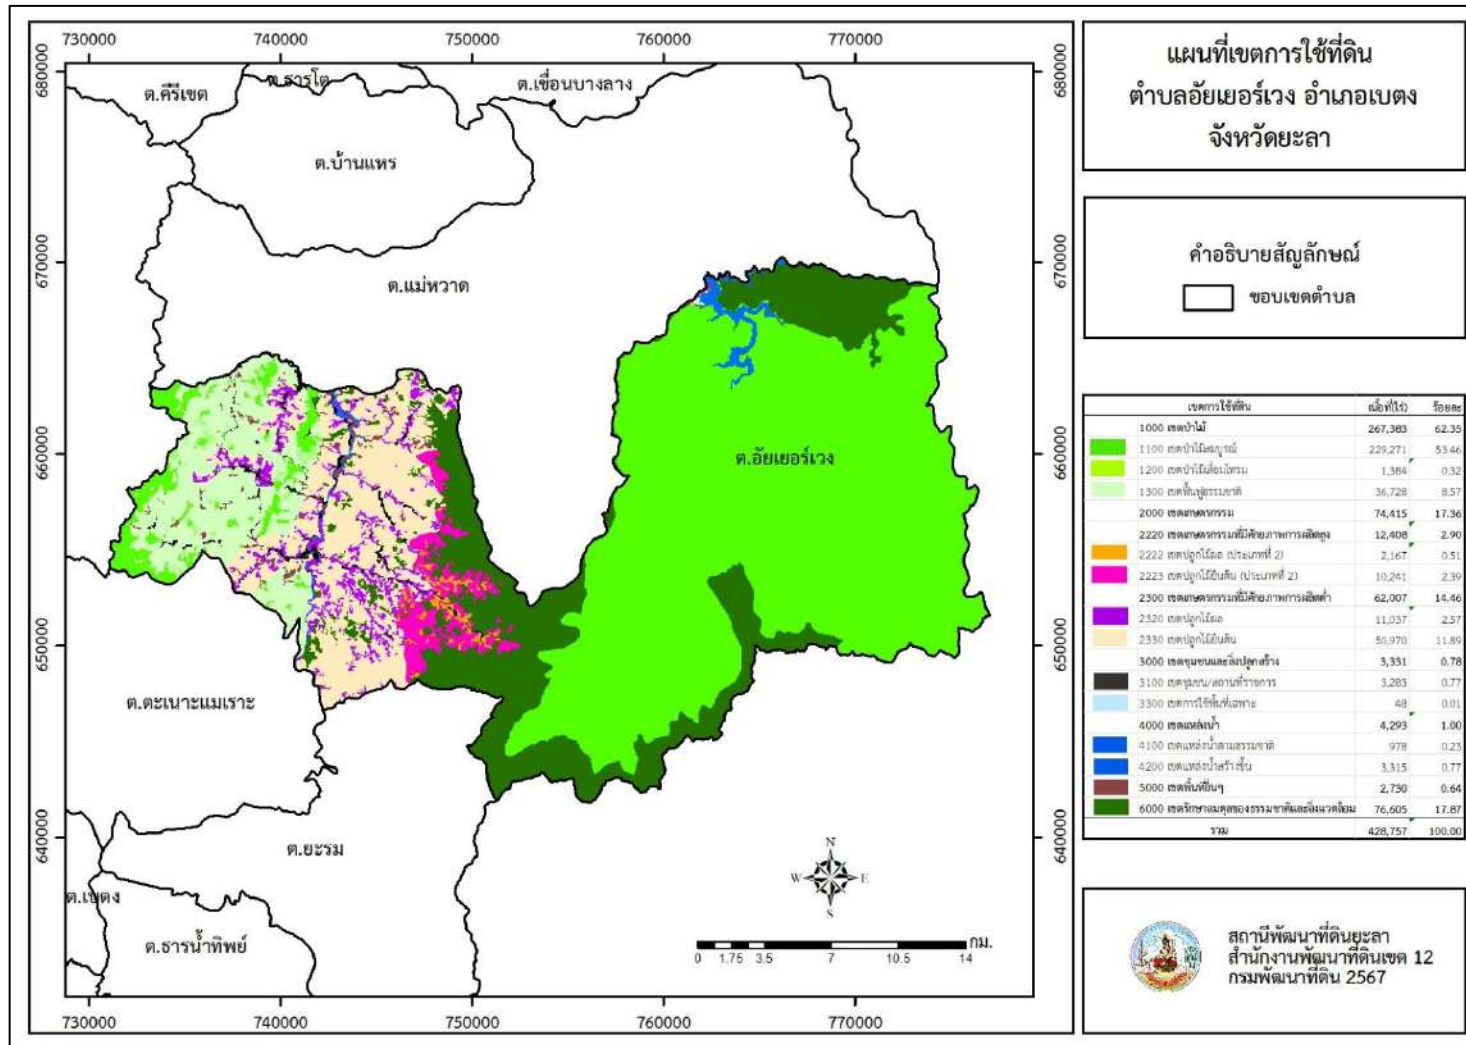 730000 740000 750000 760000 770000
680000 680000
670000 670000
660000 660000
650000 650000
640000 640000
730000 740000 750000 760000 770000
ต.คีรีเขต
ต.ธารโต
ต.เขื่อนบางลาง
ต.บ้านแหร
ต.แม่หวาด
ต.อัยเยอร์เวง
ต.ตะเนาะแมเราะ
ต.ยะรม
ต.เบตง
ต.ธารน้ำทิพย์
N
W E
S
กม.
0 1.75 3.5 7 10.5 14
แผนที่เขตการใช้ที่ดิน
ตำบลอัยเยอร์เวง อำเภอเบตง
จังหวัดยะลา
คำอธิบายสัญลักษณ์
ขอบเขตตำบล
เขตการใช้ที่ดิน เนื้อที่(ไร่) ร้อยละ
1000 เขตป่าไม้ 267,383 62.35
1100 เขตป่าไม้สมบูรณ์ 229,271 53.46
1200 เขตป่าไม้เสื่อมโทรม 1,384 0.32
1300 เขตฟื้นฟูธรรมชาติ 36,728 8.57
2000 เขตเกษตรกรรม 74,415 17.36
2220 เขตเกษตรกรรมที่มีศักยภาพการผลิตสูง 12,408 2.90
2222 เขตปลูกไม้ผล (ประเภทที่ 2) 2,167 0.51
2223 เขตปลูกไม้ยืนต้น (ประเภทที่ 2) 10,241 2.39
2300 เขตเกษตรกรรมที่มีศักยภาพการผลิตต่ำ 62,007 14.46
2320 เขตปลูกไม้ผล 11,037 2.57
2330 เขตปลูกไม้ยืนต้น 50,970 11.89
3000 เขตชุมชนและสิ่งปลูกสร้าง 3,331 0.78
3100 เขตชุมชน/สถานที่ราชการ 3,283 0.77
3300 เขตการใช้พื้นที่เฉพาะ 48 0.01
4000 เขตแหล่งน้ำ 4,293 1.00
4100 เขตแหล่งน้ำตามธรรมชาติ 978 0.23
4200 เขตแหล่งน้ำสร้างขึ้น 3,315 0.77
5000 เขตพื้นที่อื่นๆ 2,730 0.64
6000 เขตรักษาสมดุลของธรรมชาติและสิ่งแวดล้อม 76,605 17.87
รวม 428,757 100.00
สถานีพัฒนาที่ดินยะลา
สำนักงานพัฒนาที่ดินเขต 12
กรมพัฒนาที่ดิน 2567